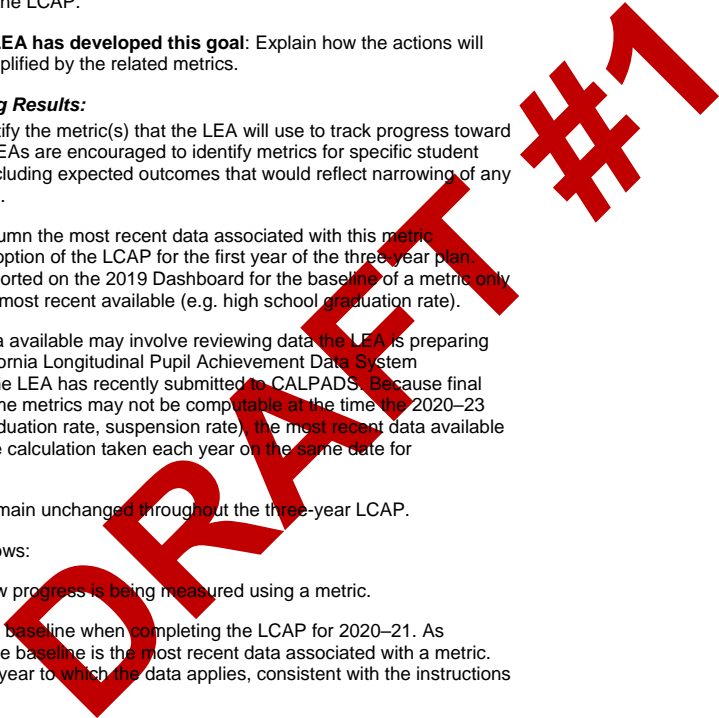 the LCAP.
LEA has developed this goal: Explain how the actions will
plified by the related metrics.
g Results:
tify the metric(s) that the LEA will use to track progress toward
EAs are encouraged to identify metrics for specific student
cluding expected outcomes that would reflect narrowing of any
.
umn the most recent data associated with this metric
option of the LCAP for the first year of the three-year plan.
orted on the 2019 Dashboard for the baseline of a metric only
most recent available (e.g. high school graduation rate).
a available may involve reviewing data the LEA is preparing
ornia Longitudinal Pupil Achievement Data System
he LEA has recently submitted to CALPADS. Because final
me metrics may not be computable at the time the 2020–23
duation rate, suspension rate), the most recent data available
e calculation taken each year on the same date for
main unchanged throughout the three-year LCAP.
ows:
w progress is being measured using a metric.
baseline when completing the LCAP for 2020–21. As
e baseline is the most recent data associated with a metric.
year to which the data applies, consistent with the instructions
DRAFT #1